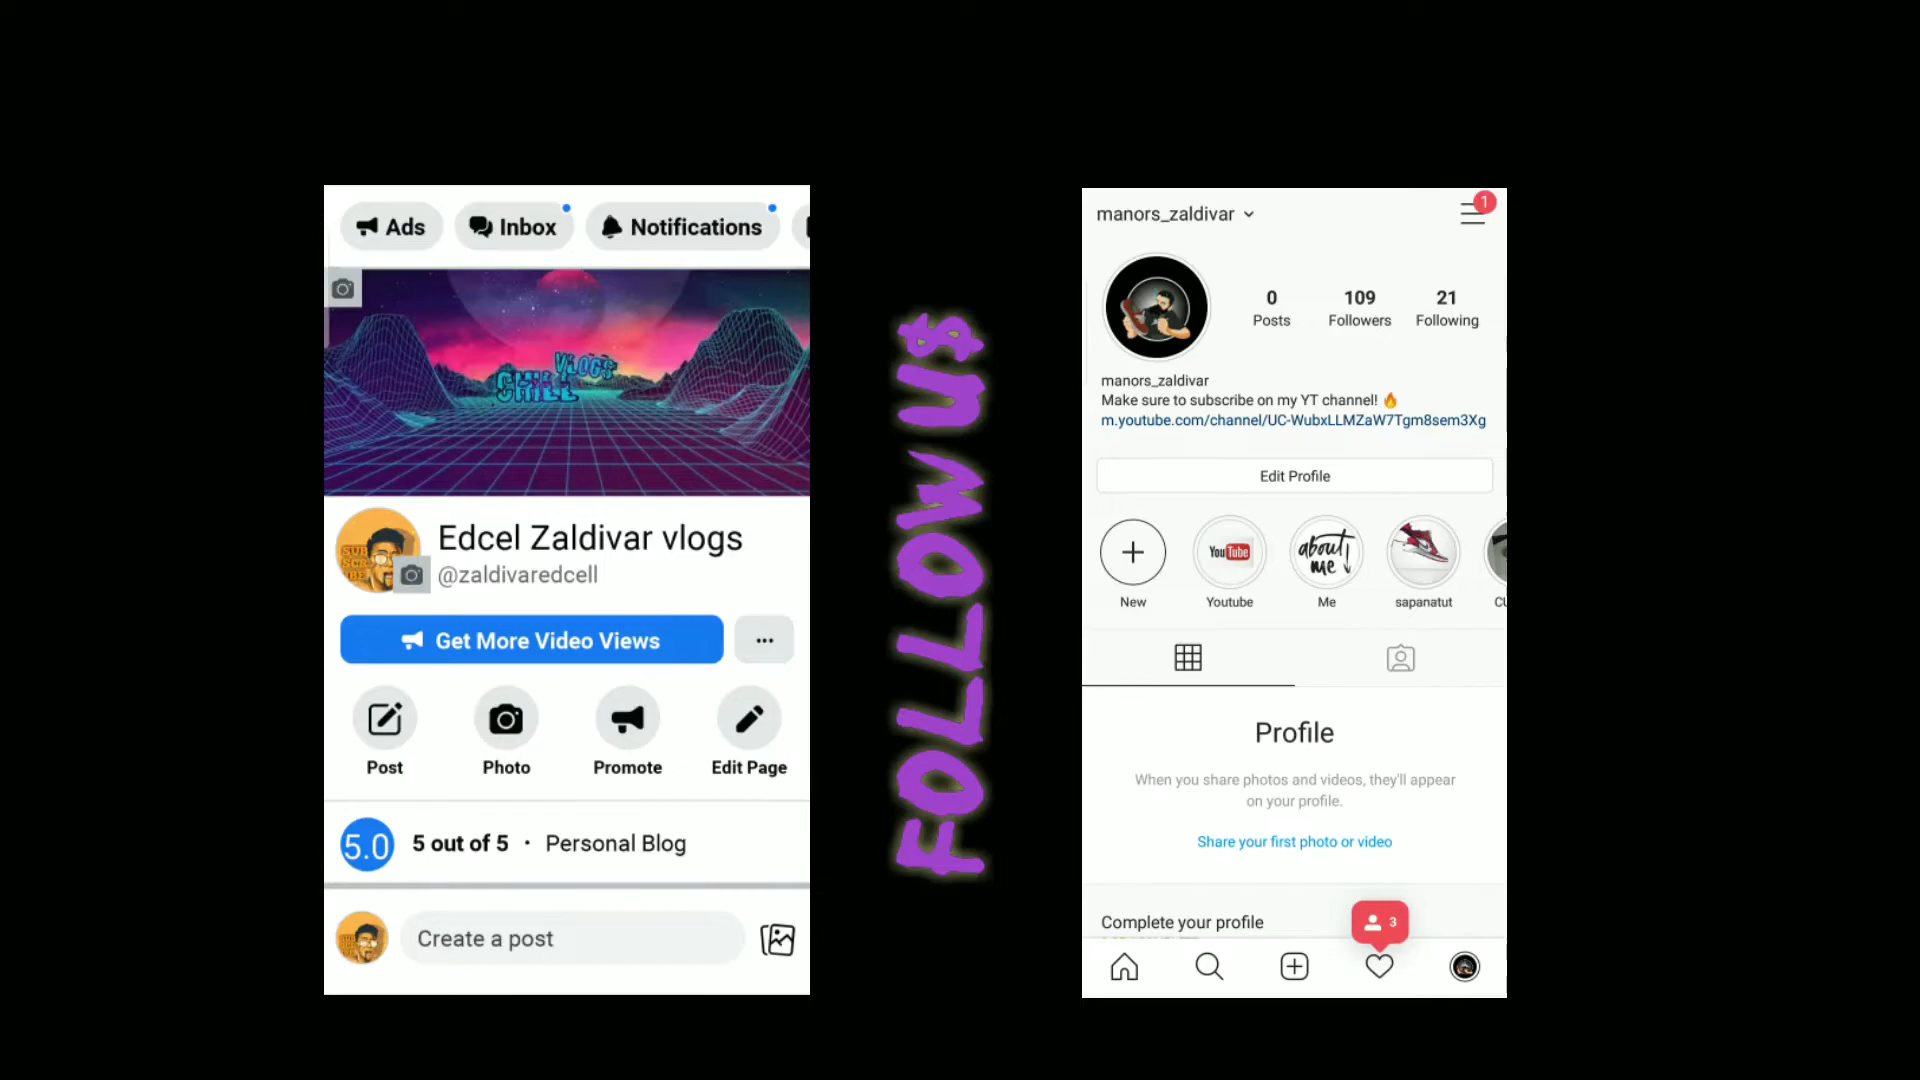 Ads
Inbox
Notifications
VLOGS
CHILL
SUB
SCRI
BE
Edcel Zaldivar vlogs
@zaldivaredcell
Get More Video Views
Post
Photo
Promote
Edit Page
5.0
5 out of 5 · Personal Blog
Create a post
FOLLOW U$
manors_zaldivar
1
0
109
21
Posts
Followers
Following
manors_zaldivar
Make sure to subscribe on my YT channel! 🔥
m.youtube.com/channel/UC-WubxLLMZaW7Tgm8sem3Xg
Edit Profile
YouTube
about
me
New
Youtube
Me
sapanatut
Profile
When you share photos and videos, they'll appear
on your profile.
Share your first photo or video
Complete your profile
3